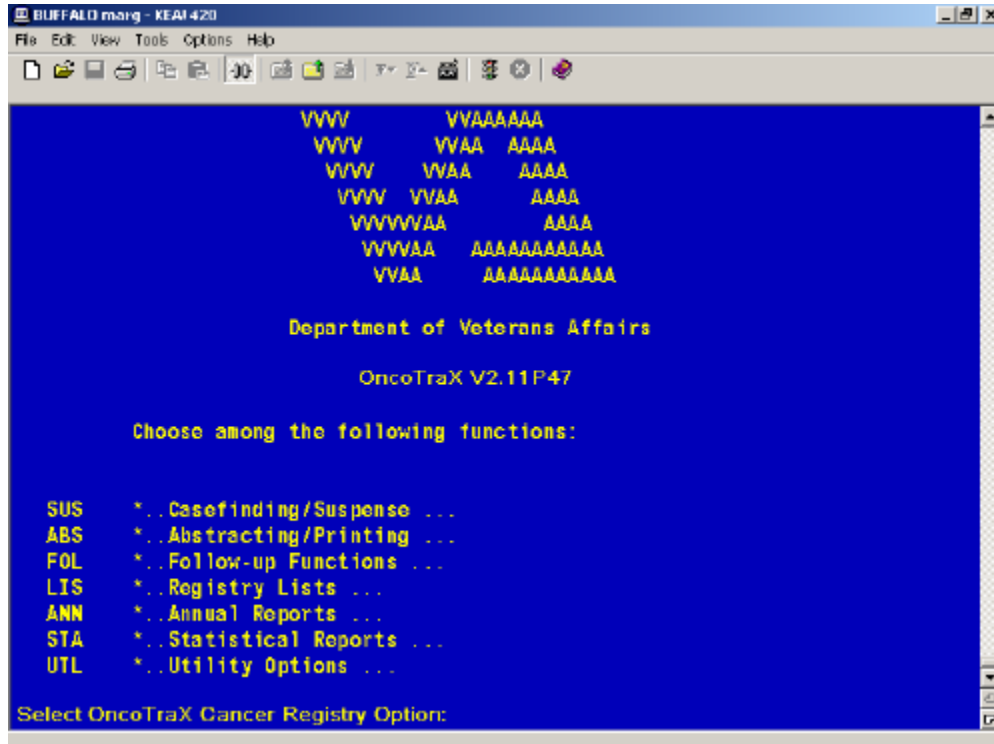 BUFFALO marg - KEA! 420
File Edit View Tools Options Help
VVVV VVAAAAAA
VVVV VVAA AAAA
VVVV VVAA AAAA
VVVV VVAA AAAA
VVVVVVAA AAAA
VVVVAA AAAAAAAAAAA
VVAA AAAAAAAAAAA
Department of Veterans Affairs
OncoTraX V2.11P47
Choose among the following functions:
SUS *..Casefinding/Suspense ...
ABS *..Abstracting/Printing ...
FOL *..Follow-up Functions ...
LIS *..Registry Lists ...
ANN *..Annual Reports ...
STA *..Statistical Reports ...
UTL *..Utility Options ...
Select OncoTraX Cancer Registry Option: